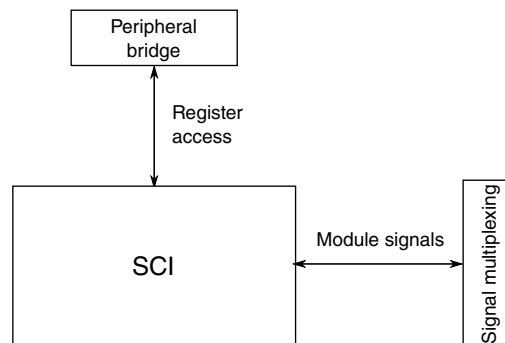 Peripheral
bridge
Register
access
SCI
Module signals
Signal multiplexing